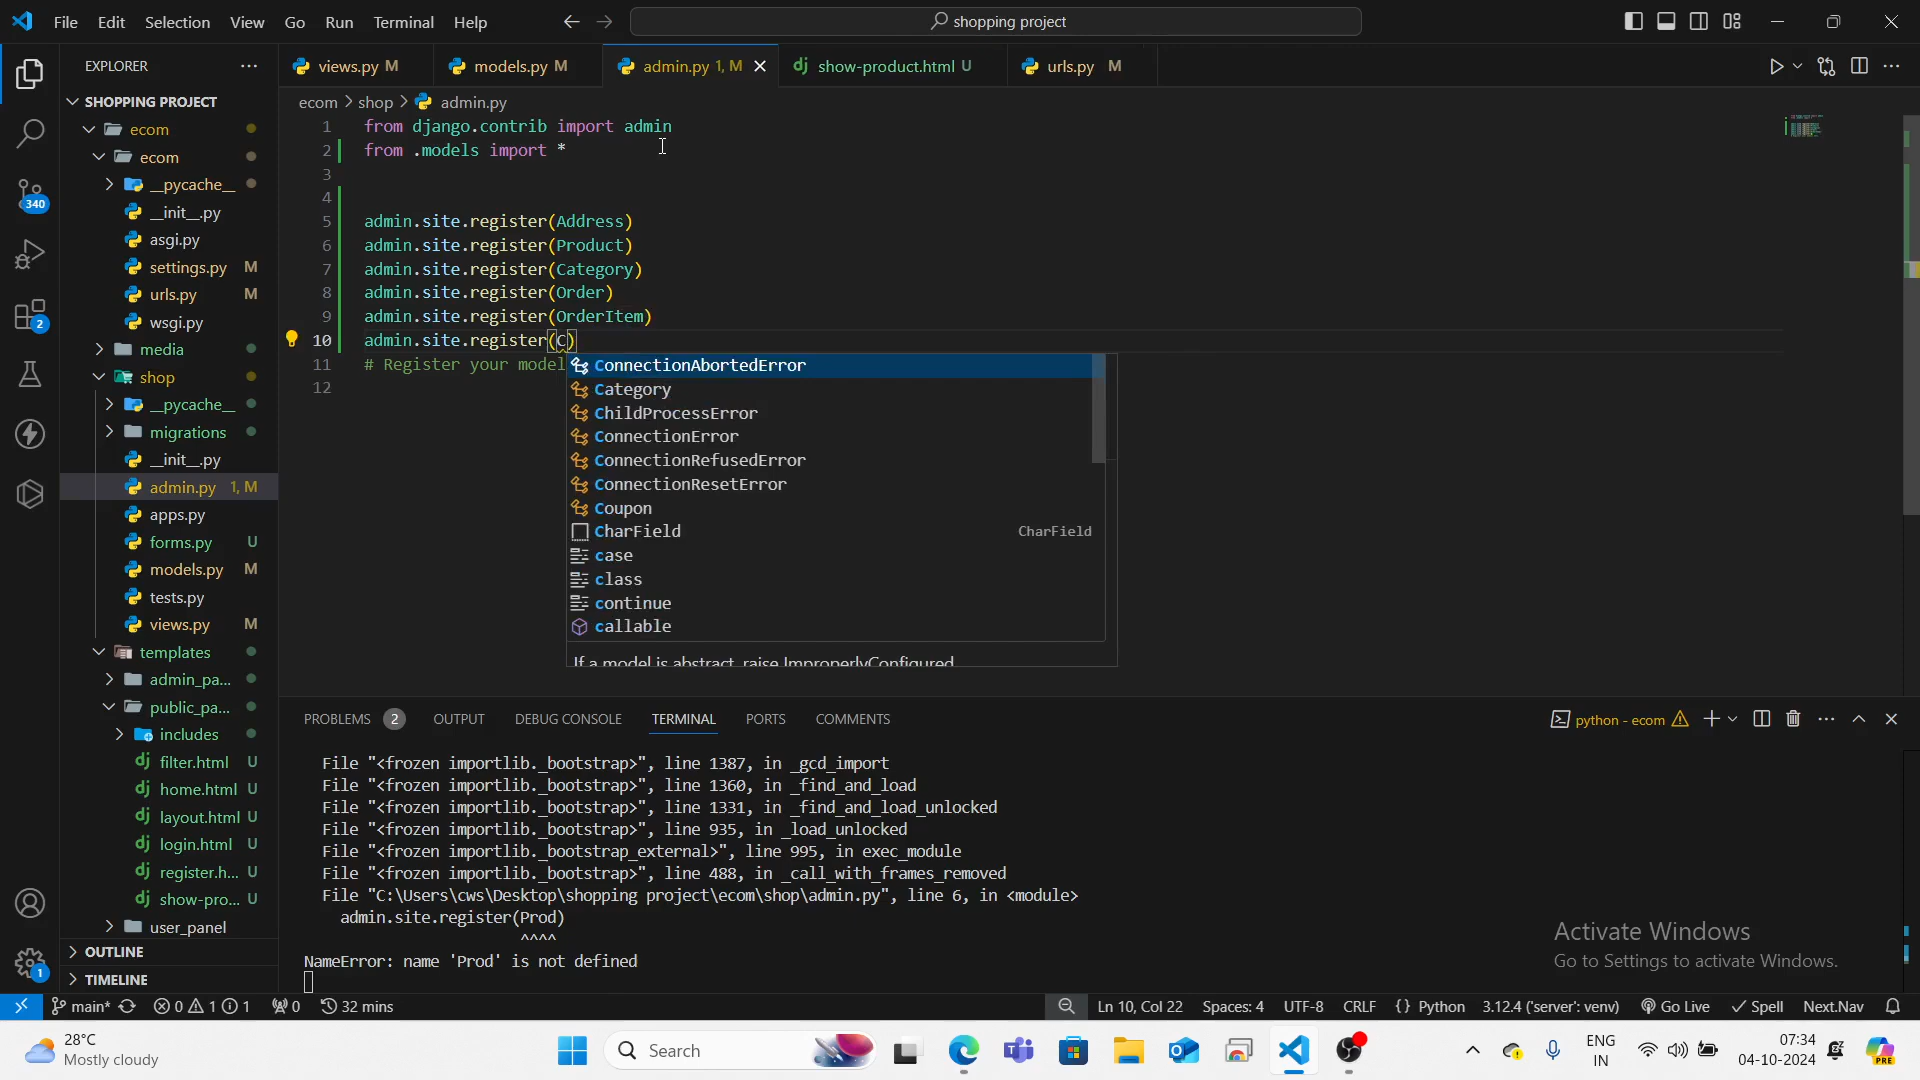 File Edit Selection View Go Run Terminal Help
shopping project
EXPLORER
SHOPPING PROJECT
ecom
ecom
__pycache__
__init__.py
asgi.py
settings.py M
urls.py M
wsgi.py
media
shop
__pycache__
migrations
__init__.py
admin.py 1, M
apps.py
forms.py U
models.py M
tests.py
views.py M
templates
admin_pa...
public_pa...
includes
filter.html U
home.html U
layout.html U
login.html U
register.h... U
show-pro... U
user_panel
OUTLINE
TIMELINE
340
2
1
views.py M
models.py M
admin.py 1, M
show-product.html U
urls.py M
ecom > shop > admin.py
1 from django.contrib import admin
2 from .models import *
3
4
5 admin.site.register(Address)
6 admin.site.register(Product)
7 admin.site.register(Category)
8 admin.site.register(Order)
9 admin.site.register(OrderItem)
10 admin.site.register(C)
11 # Register your model
12
ConnectionAbortedError
Category
ChildProcessError
ConnectionError
ConnectionRefusedError
ConnectionResetError
Coupon
CharField CharField
case
class
continue
callable
If a model is abstract, raise ImproperlyConfigured
PROBLEMS 2 OUTPUT DEBUG CONSOLE TERMINAL PORTS COMMENTS
python - ecom
File "<frozen importlib._bootstrap>", line 1387, in _gcd_import
File "<frozen importlib._bootstrap>", line 1360, in _find_and_load
File "<frozen importlib._bootstrap>", line 1331, in _find_and_load_unlocked
File "<frozen importlib._bootstrap>", line 935, in _load_unlocked
File "<frozen importlib._bootstrap_external>", line 995, in exec_module
File "<frozen importlib._bootstrap>", line 488, in _call_with_frames_removed
File "C:\Users\cws\Desktop\shopping project\ecom\shop\admin.py", line 6, in <module>
admin.site.register(Prod)
^^^^
NameError: name 'Prod' is not defined
Activate Windows
Go to Settings to activate Windows.
main* 0 1 1 0 32 mins Ln 10, Col 22 Spaces: 4 UTF-8 CRLF {} Python 3.12.4 ('server': venv) Go Live Spell Next.Nav
28°C
Mostly cloudy
Search
PRE
ENG
IN
07:34
04-10-2024